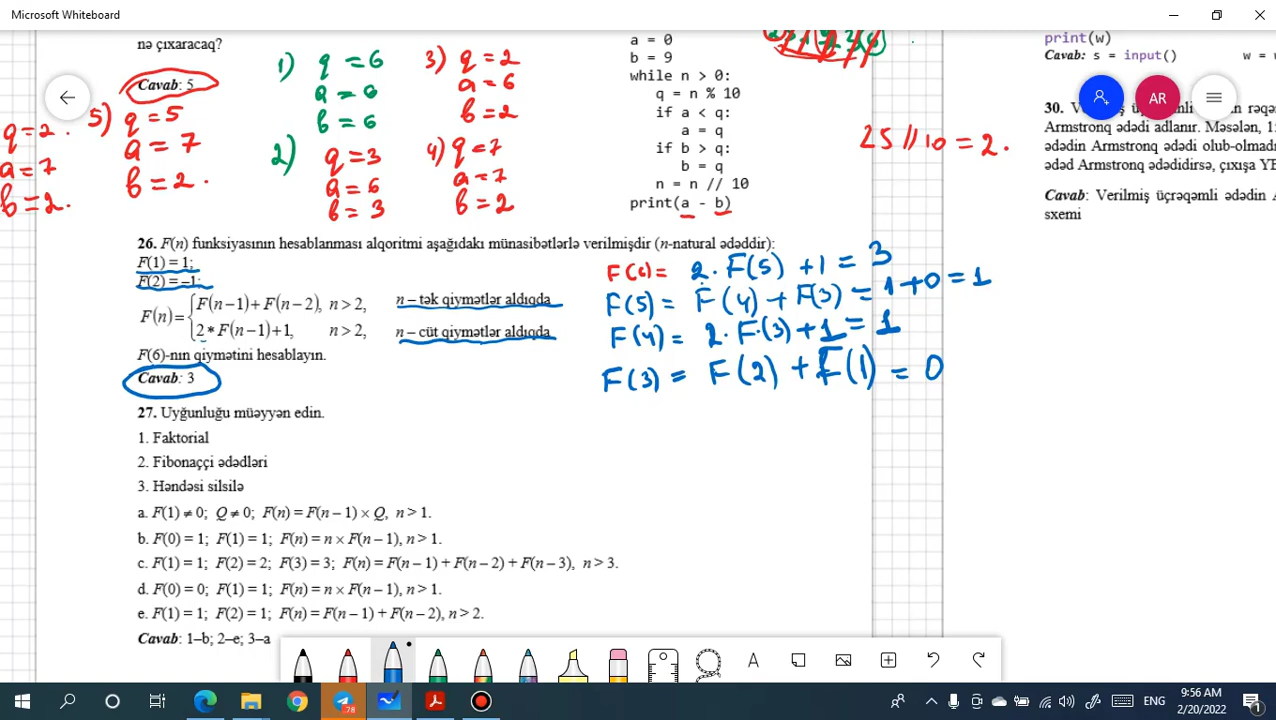 Microsoft Whiteboard
nə çıxaracaq?
Cavab: 5
1) q = 6
a = 6
b = 6
2) q = 3
a = 6
b = 3
3) q = 2
a = 6
b = 2
4) q = 7
a = 7
b = 2
5) q = 5
a = 7
b = 2.
q = 2.
a = 7
b = 2.
a = 0
b = 9
while n > 0:
q = n % 10
if a < q:
a = q
if b > q:
b = q
n = n // 10
print(a - b)
25 // 10 = 2.
print(w)
Cavab: s = input() w =
AR
30. V
Armstronq ədədi adlanır. Məsələn, 1
ədədin Armstronq ədədi olub-olmad
ədəd Armstronq ədədidirsə, çıxışa YE
Cavab: Verilmiş üçrəqəmli ədədin A
sxemi
26. F(n) funksiyasının hesablanması alqoritmi aşağıdakı münasibətlərlə verilmişdir (n-natural ədəddir):
F(1) = 1;
F(2) = –1;
F(n) = { F(n−1) + F(n−2), n > 2, n – tək qiymətlər aldıqda
2 * F(n−1) + 1, n > 2, n – cüt qiymətlər aldıqda
F(6)-nın qiymətini hesablayın.
Cavab: 3
F(6) = 2 · F(5) + 1 = 3
F(5) = F(4) + F(3) = 1 + 0 = 1
F(4) = 2 · F(3) + 1 = 1
F(3) = F(2) + F(1) = 0
27. Uyğunluğu müəyyən edin.
1. Faktorial
2. Fibonaççi ədədləri
3. Həndəsi silsilə
a. F(1) ≠ 0; Q ≠ 0; F(n) = F(n – 1) × Q, n > 1.
b. F(0) = 1; F(1) = 1; F(n) = n × F(n – 1), n > 1.
c. F(1) = 1; F(2) = 2; F(3) = 3; F(n) = F(n – 1) + F(n – 2) + F(n – 3), n > 3.
d. F(0) = 0; F(1) = 1; F(n) = n × F(n – 1), n > 1.
e. F(1) = 1; F(2) = 1; F(n) = F(n – 1) + F(n – 2), n > 2.
Cavab: 1–b; 2–e; 3–a
A
78
ENG
9:56 AM
2/20/2022
1